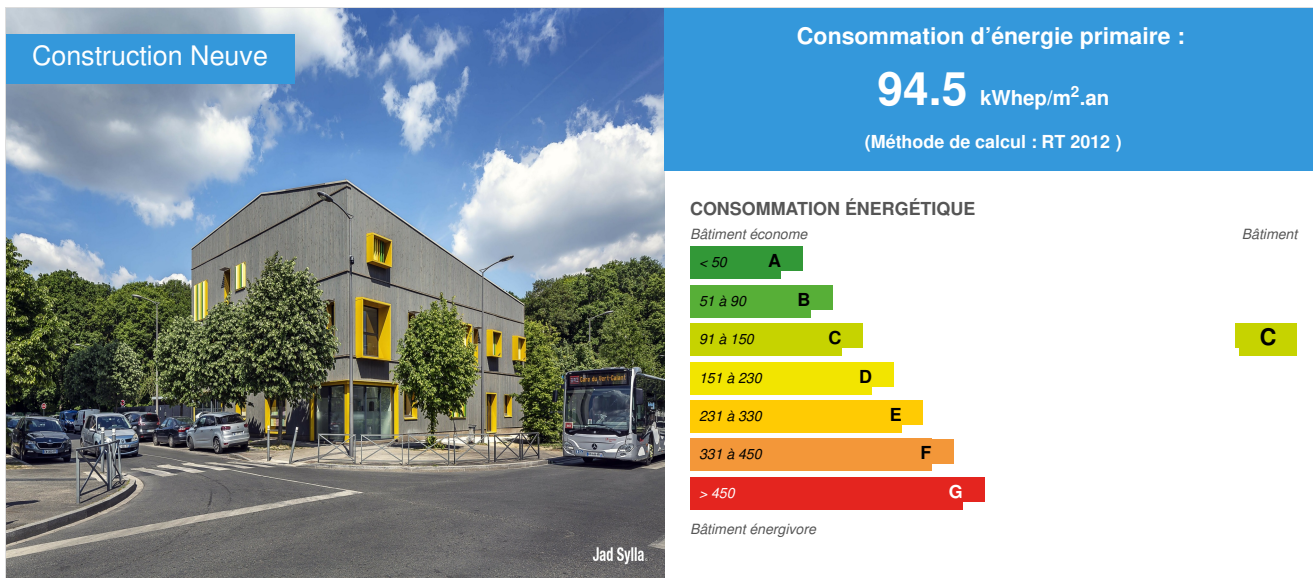 Construction Neuve
Jad Sylla
Consommation d'énergie primaire :
94.5 kWhep/m².an
(Méthode de calcul : RT 2012 )
CONSOMMATION ÉNERGÉTIQUE
Bâtiment économe
Bâtiment
< 50 A
51 à 90 B
91 à 150 C
C
151 à 230 D
231 à 330 E
331 à 450 F
> 450 G
Bâtiment énergivore